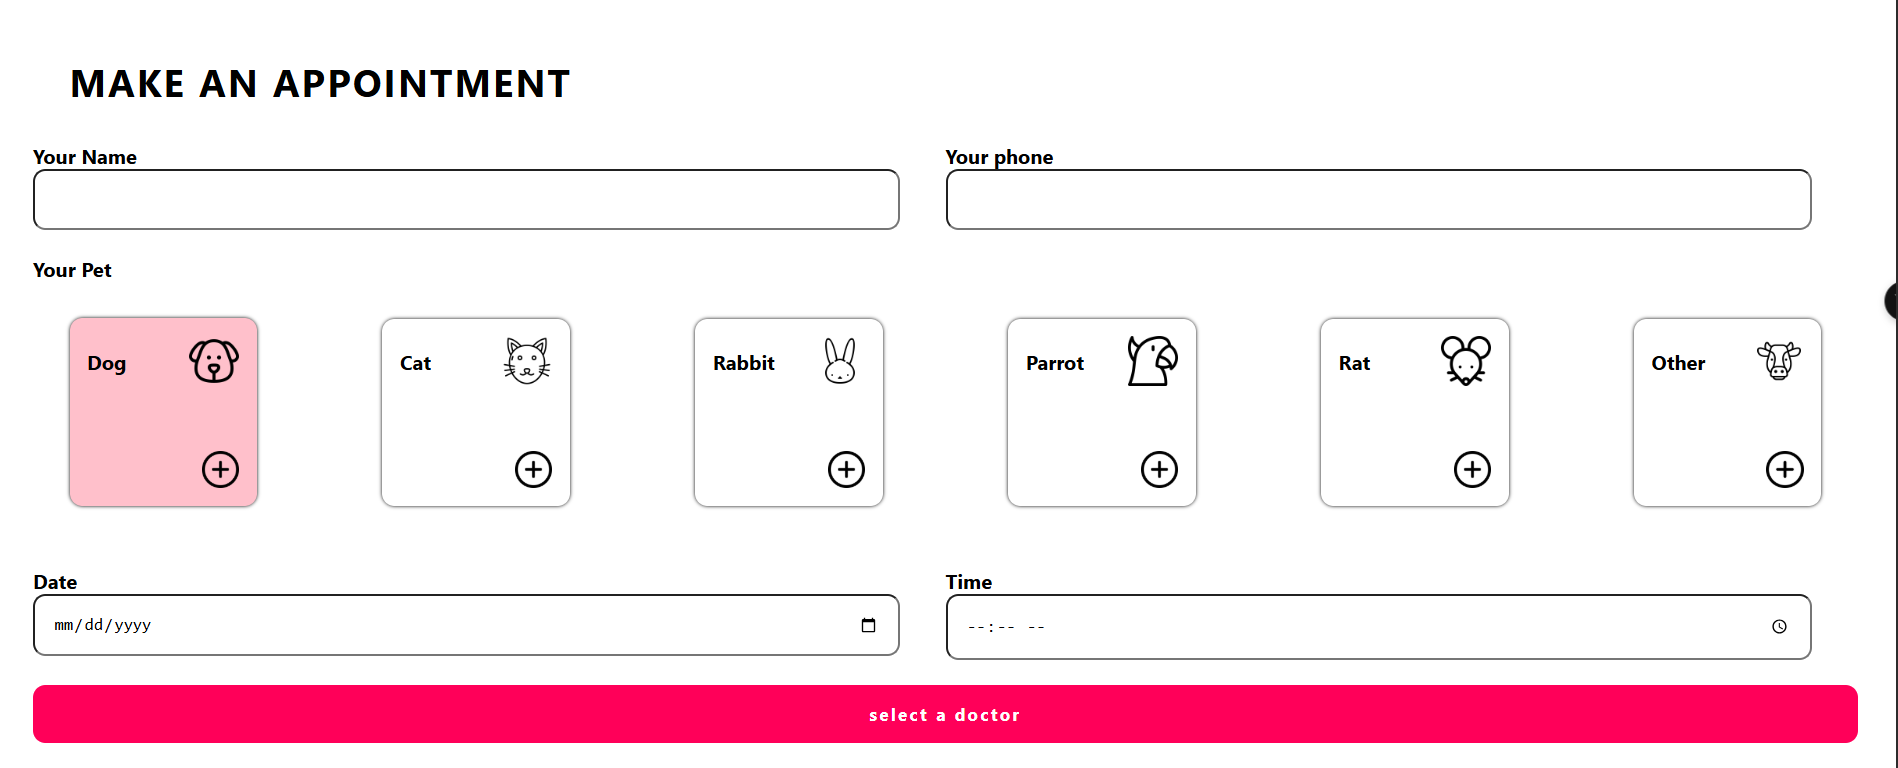 MAKE AN APPOINTMENT
Your Name Your phone
Your Pet
Dog Cat Rabbit Parrot Rat Other
Date Time
mm/dd/yyyy --:-- --
select a doctor